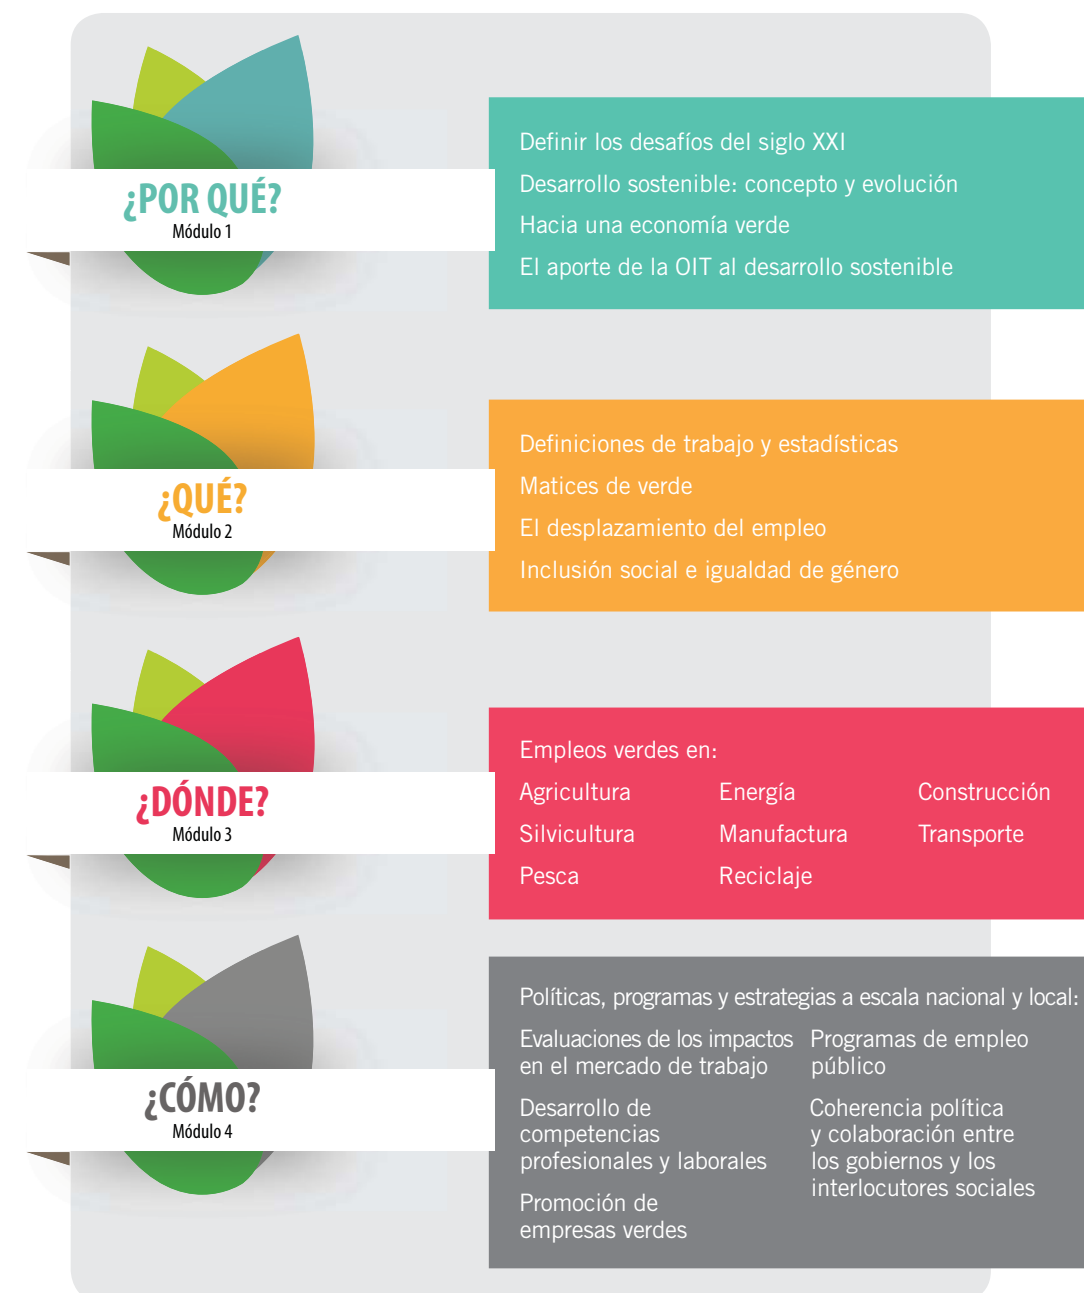 ¿POR QUÉ?
Módulo 1
Definir los desafíos del siglo XXI
Desarrollo sostenible: concepto y evolución
Hacia una economía verde
El aporte de la OIT al desarrollo sostenible
¿QUÉ?
Módulo 2
Definiciones de trabajo y estadísticas
Matices de verde
El desplazamiento del empleo
Inclusión social e igualdad de género
¿DÓNDE?
Módulo 3
Empleos verdes en:
Agricultura
Silvicultura
Pesca
Energía
Manufactura
Reciclaje
Construcción
Transporte
¿CÓMO?
Módulo 4
Políticas, programas y estrategias a escala nacional y local:
Evaluaciones de los impactos
en el mercado de trabajo
Desarrollo de
competencias
profesionales y laborales
Promoción de
empresas verdes
Programas de empleo
público
Coherencia política
y colaboración entre
los gobiernos y los
interlocutores sociales